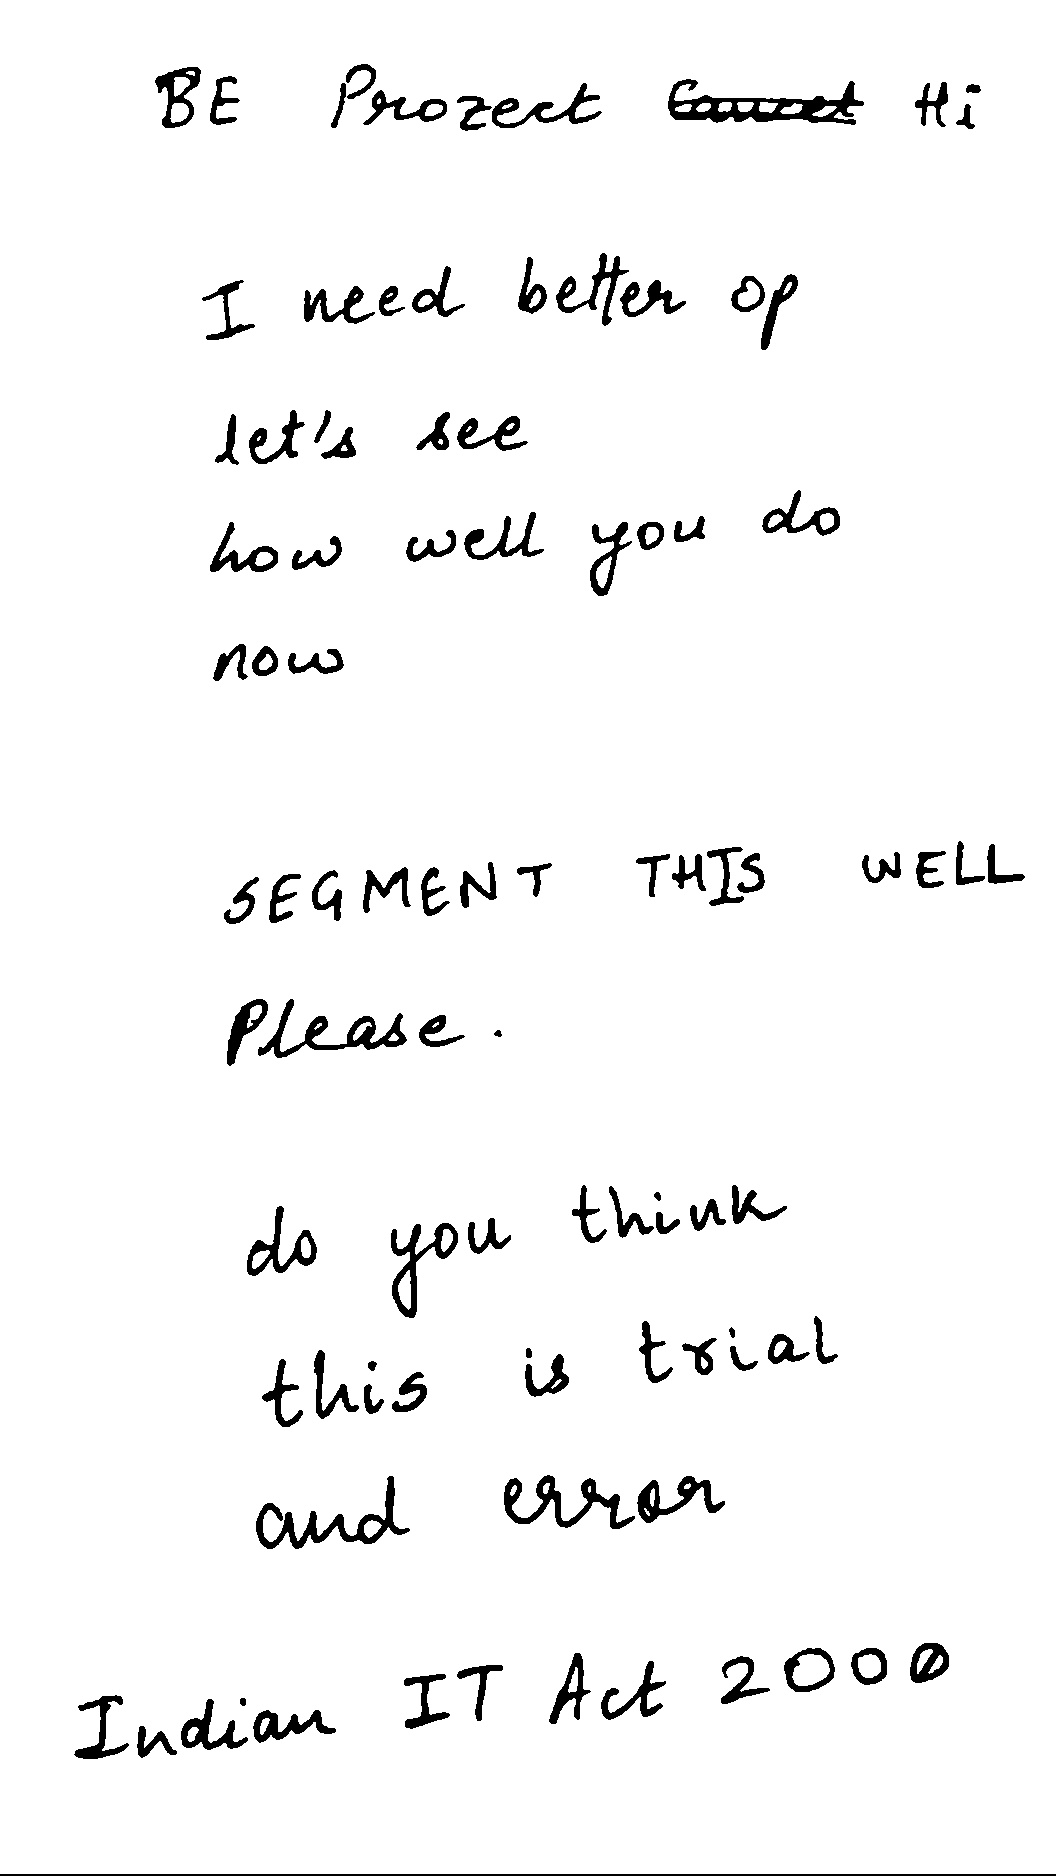 BE Prozect Hi
I need better op
let's see
how well you do
now
SEGMENT THIS WELL
Please.
do you think
this is trial
and error
Indian IT Act 2000